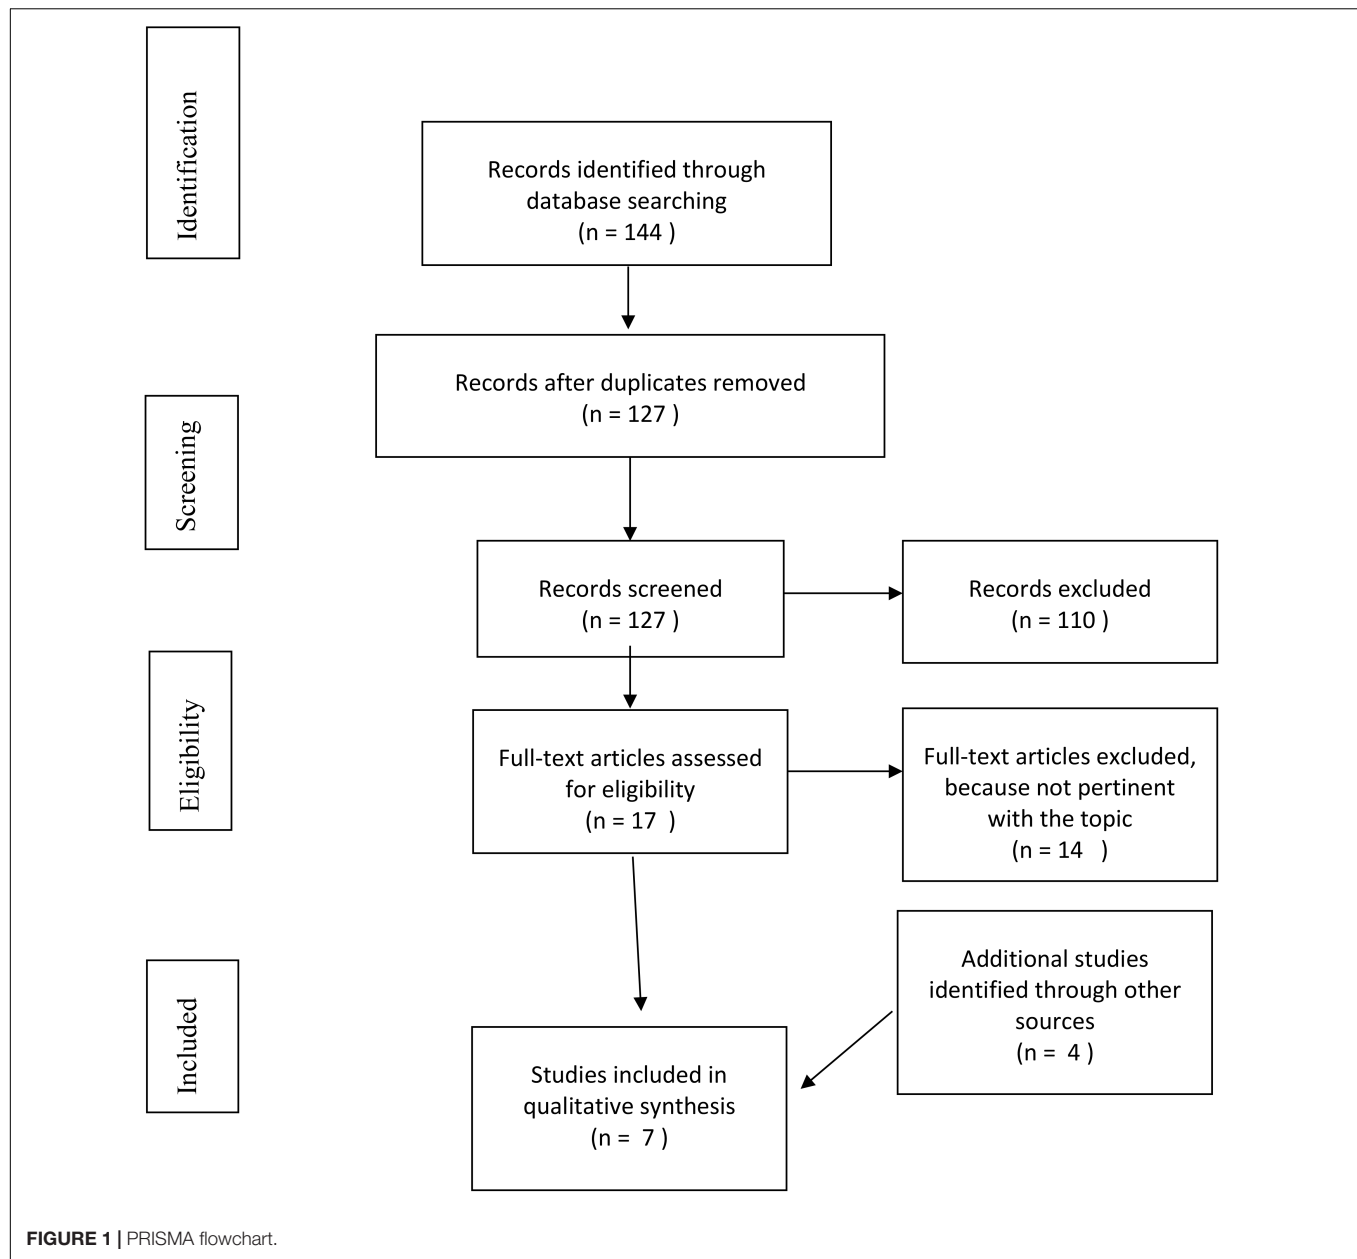 Identification
Records identified through
database searching
(n = 144 )
Records after duplicates removed
(n = 127 )
Screening
Records screened
(n = 127 )
Records excluded
(n = 110 )
Eligibility
Full-text articles assessed
for eligibility
(n = 17 )
Full-text articles excluded,
because not pertinent
with the topic
(n = 14 )
Additional studies
identified through other
sources
(n = 4 )
Included
Studies included in
qualitative synthesis
(n = 7 )
FIGURE 1 | PRISMA flowchart.